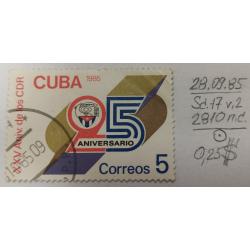 CUBA
1985
XXV Aniv. de los CDR
25
ANIVERSARIO
Correos 5
28.09.85
Sc.17 v.2
2810 п.с.
0,25$